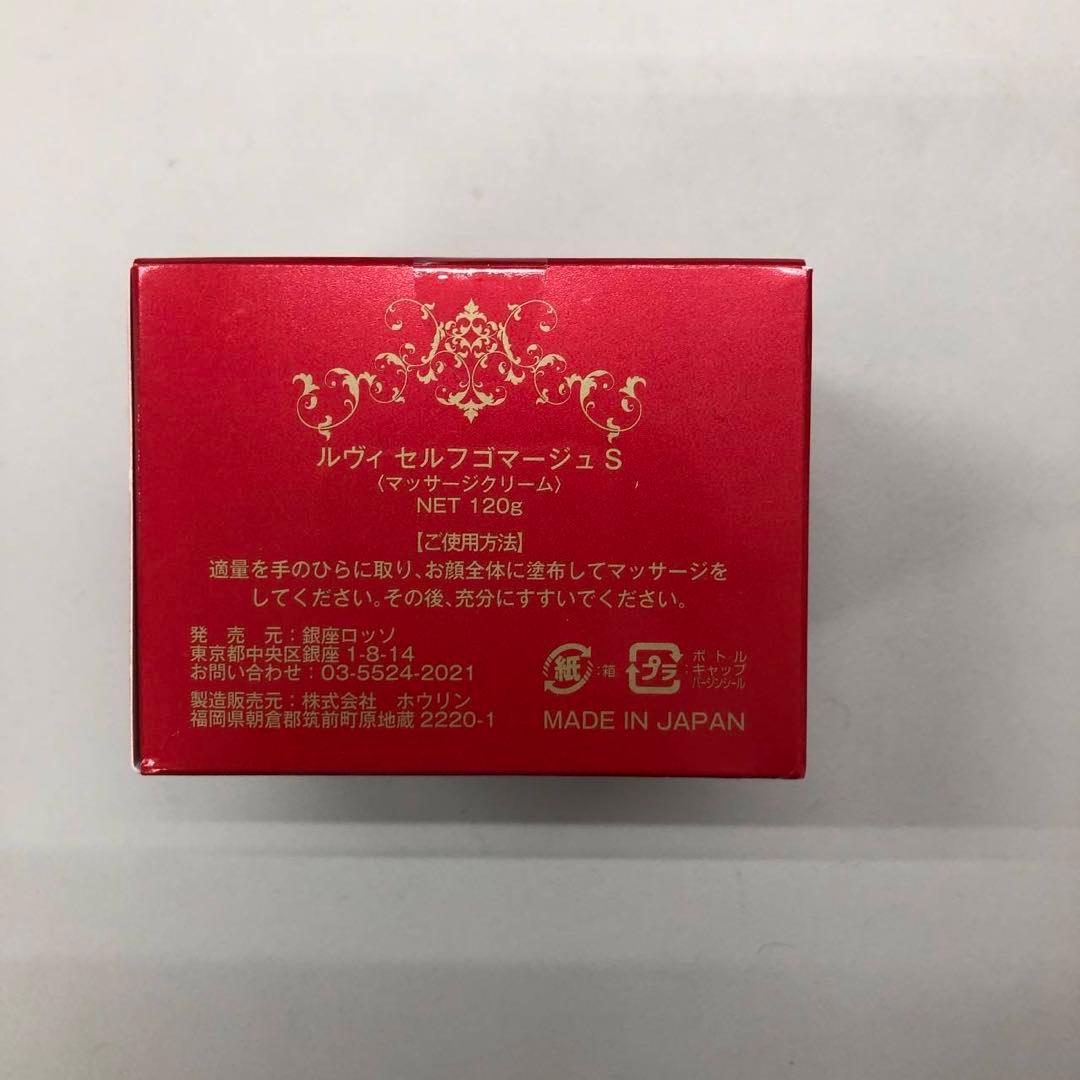 ルヴィ セルフゴマージュ S
〈マッサージクリーム〉
NET 120g
【ご使用方法】
適量を手のひらに取り、お顔全体に塗布してマッサージを
してください。その後、充分にすすいでください。
発 売 元：銀座ロッソ
東京都中央区銀座 1-8-14
お問い合わせ：03-5524-2021
製造販売元：株式会社 ホウリン
福岡県朝倉郡筑前町原地蔵 2220-1
紙 ：箱
プラ ：ボトル
キャップ
バージンシール
MADE IN JAPAN